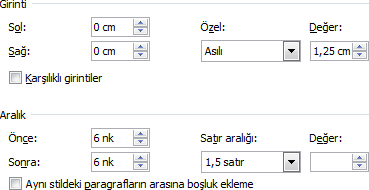 Girinti
Sol: 0 cm Özel: Değer:
Sağ: 0 cm Asılı 1,25 cm
Karşılıklı girintiler
Aralık
Önce: 6 nk Satır aralığı: Değer:
Sonra: 6 nk 1,5 satır
Aynı stildeki paragrafların arasına boşluk ekleme